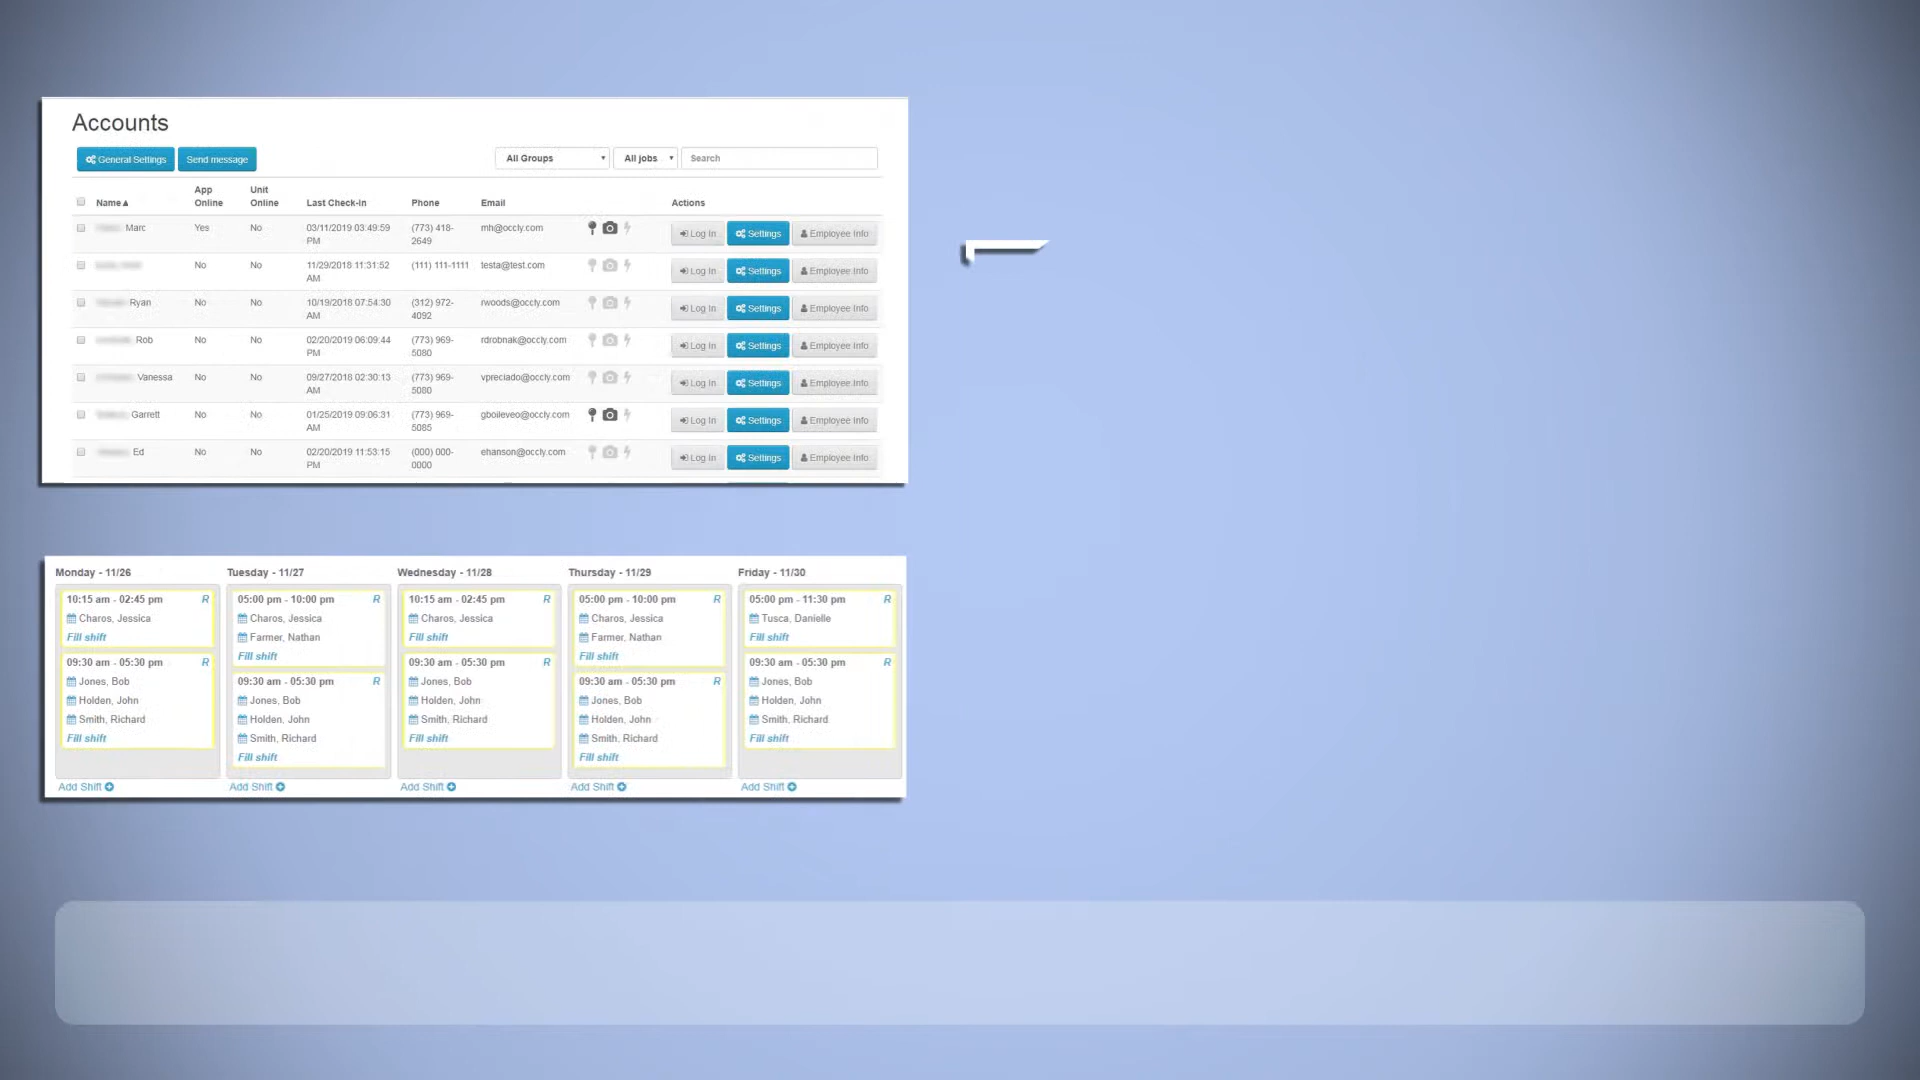 Accounts
General Settings Send message All Groups All jobs Search
Name▲ App Online Unit Online Last Check-in Phone Email Actions
Marc Yes No 03/11/2019 03:49:59 PM (773) 418-2649 mh@occly.com Log In Settings Employee Info
No No 11/29/2018 11:31:52 AM (111) 111-1111 testa@test.com Log In Settings Employee Info
Ryan No No 10/19/2018 07:54:30 AM (312) 972-4092 rwoods@occly.com Log In Settings Employee Info
Rob No No 02/20/2019 06:09:44 PM (773) 969-5080 rdrobnak@occly.com Log In Settings Employee Info
Vanessa No No 09/27/2018 02:30:13 AM (773) 969-5080 vpreciado@occly.com Log In Settings Employee Info
Garrett No No 01/25/2019 09:06:31 AM (773) 969-5085 gboileveo@occly.com Log In Settings Employee Info
Ed No No 02/20/2019 11:53:15 PM (000) 000-0000 ehanson@occly.com Log In Settings Employee Info
Monday - 11/26
10:15 am - 02:45 pm R
Charos, Jessica
Fill shift
09:30 am - 05:30 pm R
Jones, Bob
Holden, John
Smith, Richard
Fill shift
Add Shift
Tuesday - 11/27
05:00 pm - 10:00 pm R
Charos, Jessica
Farmer, Nathan
Fill shift
09:30 am - 05:30 pm R
Jones, Bob
Holden, John
Smith, Richard
Fill shift
Add Shift
Wednesday - 11/28
10:15 am - 02:45 pm R
Charos, Jessica
Fill shift
09:30 am - 05:30 pm R
Jones, Bob
Holden, John
Smith, Richard
Fill shift
Add Shift
Thursday - 11/29
05:00 pm - 10:00 pm R
Charos, Jessica
Farmer, Nathan
Fill shift
09:30 am - 05:30 pm R
Jones, Bob
Holden, John
Smith, Richard
Fill shift
Add Shift
Friday - 11/30
05:00 pm - 11:30 pm R
Tusca, Danielle
Fill shift
09:30 am - 05:30 pm R
Jones, Bob
Holden, John
Smith, Richard
Fill shift
Add Shift